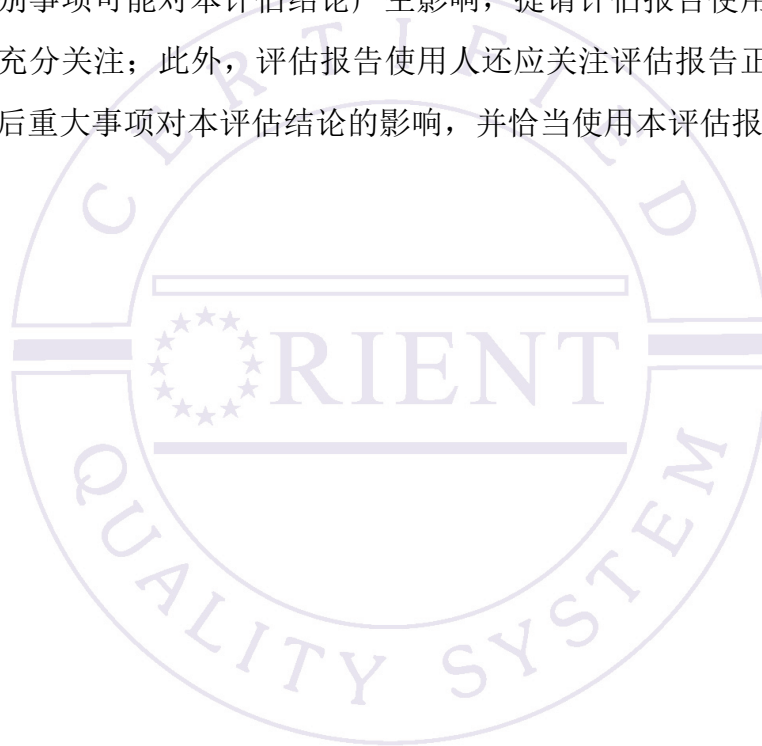 别事项可能对本评估结论产生影响，提请评估报告使用
充分关注；此外，评估报告使用人还应关注评估报告正
后重大事项对本评估结论的影响，并恰当使用本评估报
CERTIFIED
RIENT
QUALITY SYSTEM